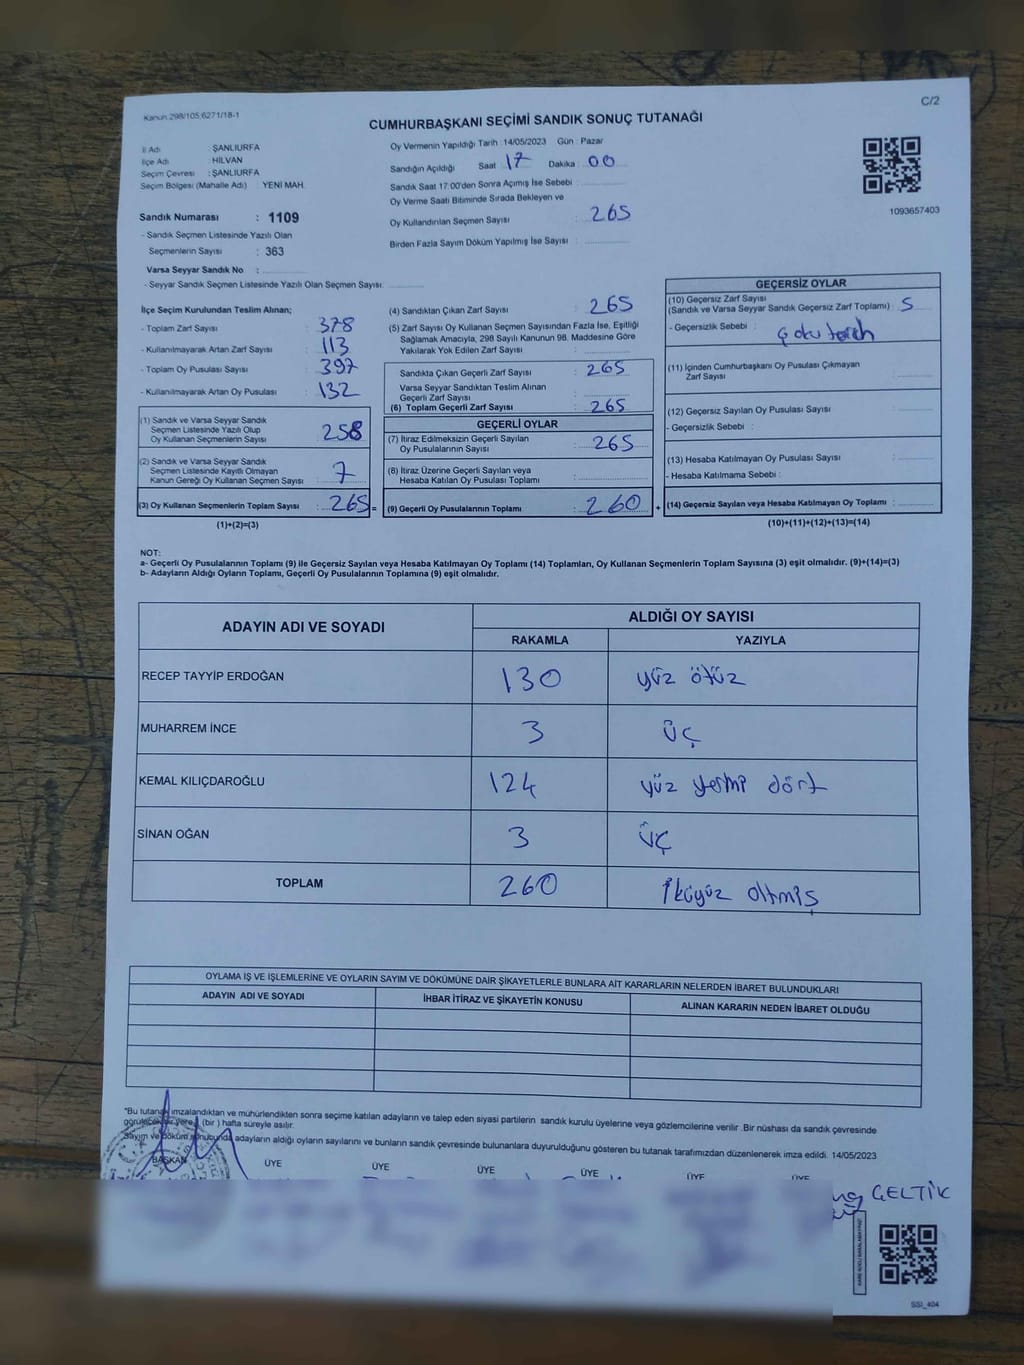 Kanun:298/105;6271/18-1
C/2
CUMHURBAŞKANI SEÇİMİ SANDIK SONUÇ TUTANAĞI
İl Adı : ŞANLIURFA
İlçe Adı : HİLVAN
Seçim Çevresi : ŞANLIURFA
Seçim Bölgesi (Mahalle Adı) : YENİ MAH.
Sandık Numarası : 1109
- Sandık Seçmen Listesinde Yazılı Olan
Seçmenlerin Sayısı : 363
Varsa Seyyar Sandık No :
- Seyyar Sandık Seçmen Listesinde Yazılı Olan Seçmen Sayısı:
Oy Vermenin Yapıldığı Tarih :14/05/2023 Gün : Pazar
Sandığın Açıldığı Saat 17 Dakika 00
Sandık Saat 17:00'den Sonra Açımış İse Sebebi :
Oy Verme Saati Bitiminde Sırada Bekleyen ve
Oy Kullandırılan Seçmen Sayısı : 265
Birden Fazla Sayım Döküm Yapılmış İse Sayısı :
1093657403
İlçe Seçim Kurulundan Teslim Alınan;
- Toplam Zarf Sayısı : 378
- Kullanılmayarak Artan Zarf Sayısı : 113
- Toplam Oy Pusulası Sayısı : 397
- Kullanılmayarak Artan Oy Pusulası : 132
(1) Sandık ve Varsa Seyyar Sandık
Seçmen Listesinde Yazılı Olup
Oy Kullanan Seçmenlerin Sayısı : 258
(2) Sandık ve Varsa Seyyar Sandık
Seçmen Listesinde Kayıtlı Olmayan
Kanun Gereği Oy Kullanan Seçmen Sayısı : 7
(3) Oy Kullanan Seçmenlerin Toplam Sayısı : 265 =
(1)+(2)=(3)
(4) Sandıktan Çıkan Zarf Sayısı : 265
(5) Zarf Sayısı Oy Kullanan Seçmen Sayısından Fazla İse, Eşitliği
Sağlamak Amacıyla, 298 Sayılı Kanunun 98. Maddesine Göre
Yakılarak Yok Edilen Zarf Sayısı :
Sandıkta Çıkan Geçerli Zarf Sayısı : 265
Varsa Seyyar Sandıktan Teslim Alınan
Geçerli Zarf Sayısı :
(6) Toplam Geçerli Zarf Sayısı : 265
GEÇERLİ OYLAR
(7) İtiraz Edilmeksizin Geçerli Sayılan
Oy Pusulalarının Sayısı : 265
(8) İtiraz Üzerine Geçerli Sayılan veya
Hesaba Katılan Oy Pusulası Toplamı :
(9) Geçerli Oy Pusulalarının Toplamı : 260 +
GEÇERSİZ OYLAR
(10) Geçersiz Zarf Sayısı
(Sandık ve Varsa Seyyar Sandık Geçersiz Zarf Toplamı) : 5
- Geçersizlik Sebebi :
(11) İçinden Cumhurbaşkanı Oy Pusulası Çıkmayan
Zarf Sayısı :
(12) Geçersiz Sayılan Oy Pusulası Sayısı :
- Geçersizlik Sebebi :
(13) Hesaba Katılmayan Oy Pusulası Sayısı :
- Hesaba Katılmama Sebebi :
(14) Geçersiz Sayılan veya Hesaba Katılmayan Oy Toplamı :
(10)+(11)+(12)+(13)=(14)
NOT:
a- Geçerli Oy Pusulalarının Toplamı (9) ile Geçersiz Sayılan veya Hesaba Katılmayan Oy Toplamı (14) Toplamları, Oy Kullanan Seçmenlerin Toplam Sayısına (3) eşit olmalıdır. (9)+(14)=(3)
b- Adayların Aldığı Oyların Toplamı, Geçerli Oy Pusulalarının Toplamına (9) eşit olmalıdır.
ADAYIN ADI VE SOYADI ALDIĞI OY SAYISI
RAKAMLA YAZIYLA
RECEP TAYYİP ERDOĞAN 130 yüz otuz
MUHARREM İNCE 3 üç
KEMAL KILIÇDAROĞLU 124 yüz yirmi dört
SİNAN OĞAN 3 üç
TOPLAM 260 ikiyüz altmış
OYLAMA İŞ VE İŞLEMLERİNE VE OYLARIN SAYIM VE DÖKÜMÜNE DAİR ŞİKAYETLERLE BUNLARA AİT KARARLARIN NELERDEN İBARET BULUNDUKLARI
ADAYIN ADI VE SOYADI İHBAR İTİRAZ VE ŞİKAYETİN KONUSU ALINAN KARARIN NEDEN İBARET OLDUĞU
*Bu tutanak imzalandıktan ve mühürlendikten sonra seçime katılan adayların ve talep eden siyasi partilerin sandık kurulu üyelerine veya gözlemcilerine verilir .Bir nüshası da sandık çevresinde
görülebilecek bir yere 1 (bir ) hafta süreyle asılır.
Sayım ve döküm sonucunda adayların aldığı oyların sayılarını ve bunların sandık çevresinde bulunanlara duyurulduğunu gösteren bu tutanak tarafımızdan düzenlenerek imza edildi. 14/05/2023
BAŞKAN ÜYE ÜYE ÜYE ÜYE ÜYE ÜYE
GELTİK
SSI_404